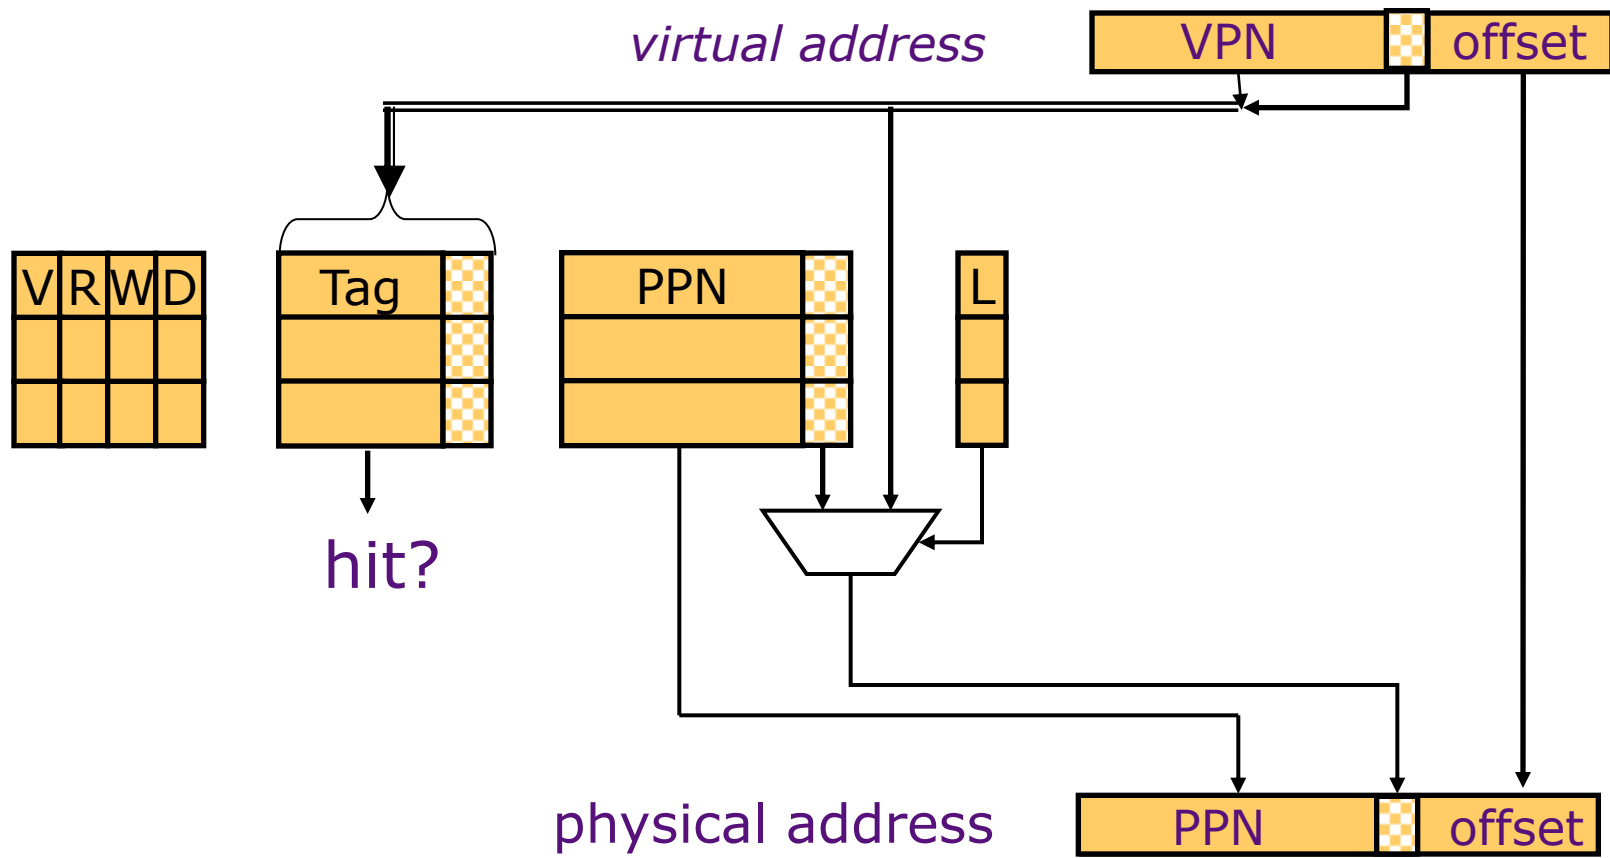 virtual address VPN offset
V R W D Tag PPN L
hit?
physical address PPN offset